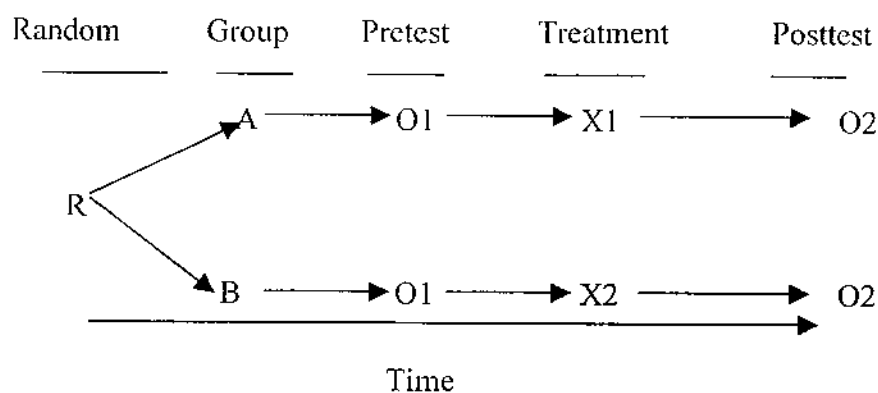 Random Group Pretest Treatment Posttest
A O1 X1 O2
R
B O1 X2 O2
Time